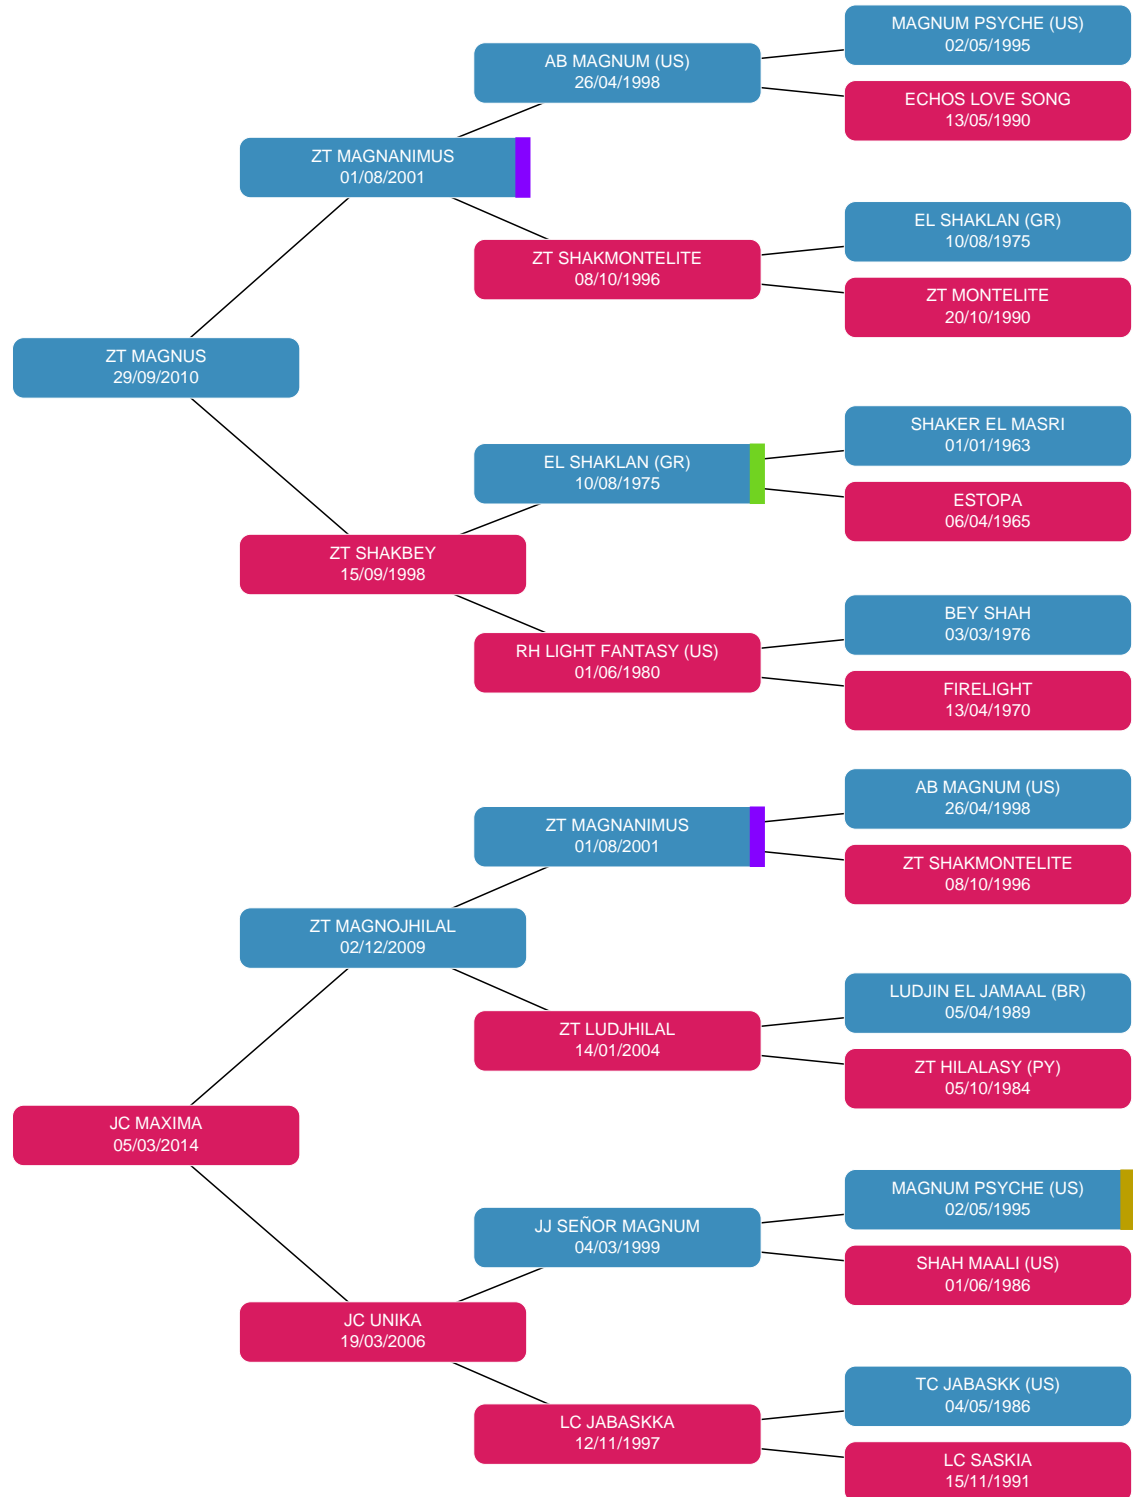 MAGNUM PSYCHE (US)
02/05/1995
AB MAGNUM (US)
26/04/1998
ECHOS LOVE SONG
13/05/1990
ZT MAGNANIMUS
01/08/2001
EL SHAKLAN (GR)
10/08/1975
ZT SHAKMONTELITE
08/10/1996
ZT MONTELITE
20/10/1990
ZT MAGNUS
29/09/2010
SHAKER EL MASRI
01/01/1963
EL SHAKLAN (GR)
10/08/1975
ESTOPA
06/04/1965
ZT SHAKBEY
15/09/1998
BEY SHAH
03/03/1976
RH LIGHT FANTASY (US)
01/06/1980
FIRELIGHT
13/04/1970
AB MAGNUM (US)
26/04/1998
ZT MAGNANIMUS
01/08/2001
ZT SHAKMONTELITE
08/10/1996
ZT MAGNOJHILAL
02/12/2009
LUDJIN EL JAMAAL (BR)
05/04/1989
ZT LUDJHILAL
14/01/2004
ZT HILALASY (PY)
05/10/1984
JC MAXIMA
05/03/2014
MAGNUM PSYCHE (US)
02/05/1995
JJ SEÑOR MAGNUM
04/03/1999
SHAH MAALI (US)
01/06/1986
JC UNIKA
19/03/2006
TC JABASKK (US)
04/05/1986
LC JABASKKA
12/11/1997
LC SASKIA
15/11/1991